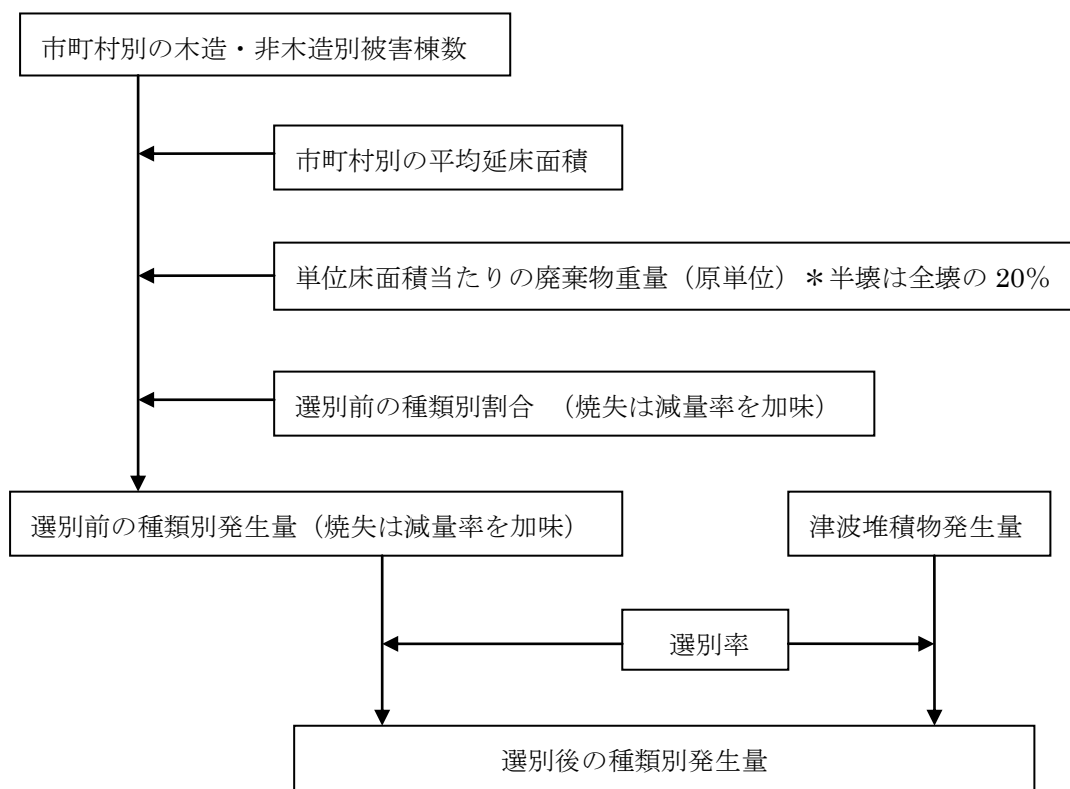 市町村別の木造・非木造別被害棟数
市町村別の平均延床面積
単位床面積当たりの廃棄物重量（原単位）＊半壊は全壊の 20%
選別前の種類別割合　（焼失は減量率を加味）
選別前の種類別発生量（焼失は減量率を加味）
津波堆積物発生量
選別率
選別後の種類別発生量